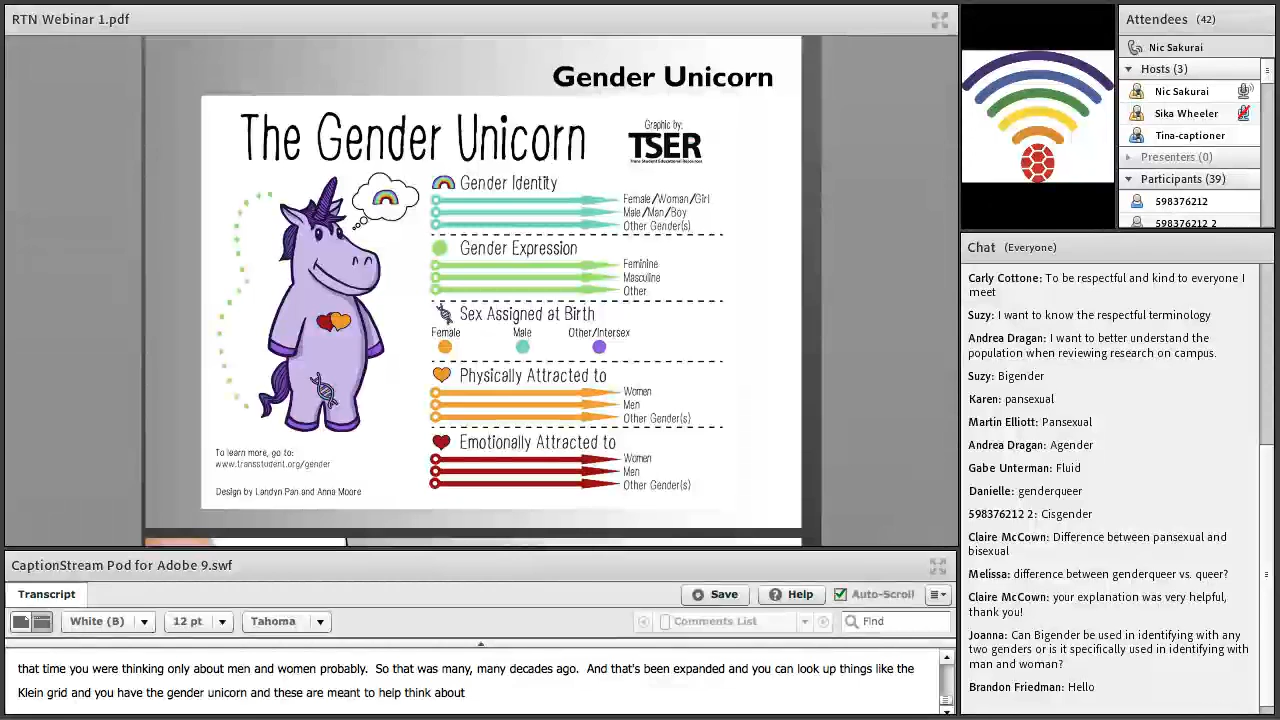 RTN Webinar 1.pdf
Gender Unicorn
The Gender Unicorn
Graphic by:
TSER
Trans Student Educational Resources
Gender Identity
Female/Woman/Girl
Male/Man/Boy
Other Gender(s)
Gender Expression
Feminine
Masculine
Other
Sex Assigned at Birth
Female Male Other/Intersex
Physically Attracted to
Women
Men
Other Gender(s)
Emotionally Attracted to
Women
Men
Other Gender(s)
To learn more, go to:
www.transstudent.org/gender
Design by Landyn Pan and Anna Moore
CaptionStream Pod for Adobe 9.swf
Transcript
Save Help Auto-Scroll
White (B) 12 pt Tahoma Comments List Find
that time you were thinking only about men and women probably. So that was many, many decades ago. And that's been expanded and you can look up things like the
Klein grid and you have the gender unicorn and these are meant to help think about
Attendees (42)
Nic Sakurai
Hosts (3)
Nic Sakurai
Sika Wheeler
Tina-captioner
Presenters (0)
Participants (39)
598376212
598376212 2
Chat (Everyone)
Carly Cottone: To be respectful and kind to everyone I
meet
Suzy: I want to know the respectful terminology
Andrea Dragan: I want to better understand the
population when reviewing research on campus.
Suzy: Bigender
Karen: pansexual
Martin Elliott: Pansexual
Andrea Dragan: Agender
Gabe Unterman: Fluid
Danielle: genderqueer
598376212 2: Cisgender
Claire McCown: Difference between pansexual and
bisexual
Melissa: difference between genderqueer vs. queer?
Claire McCown: your explanation was very helpful,
thank you!
Joanna: Can Bigender be used in identifying with any
two genders or is it specifically used in identifying with
man and woman?
Brandon Friedman: Hello